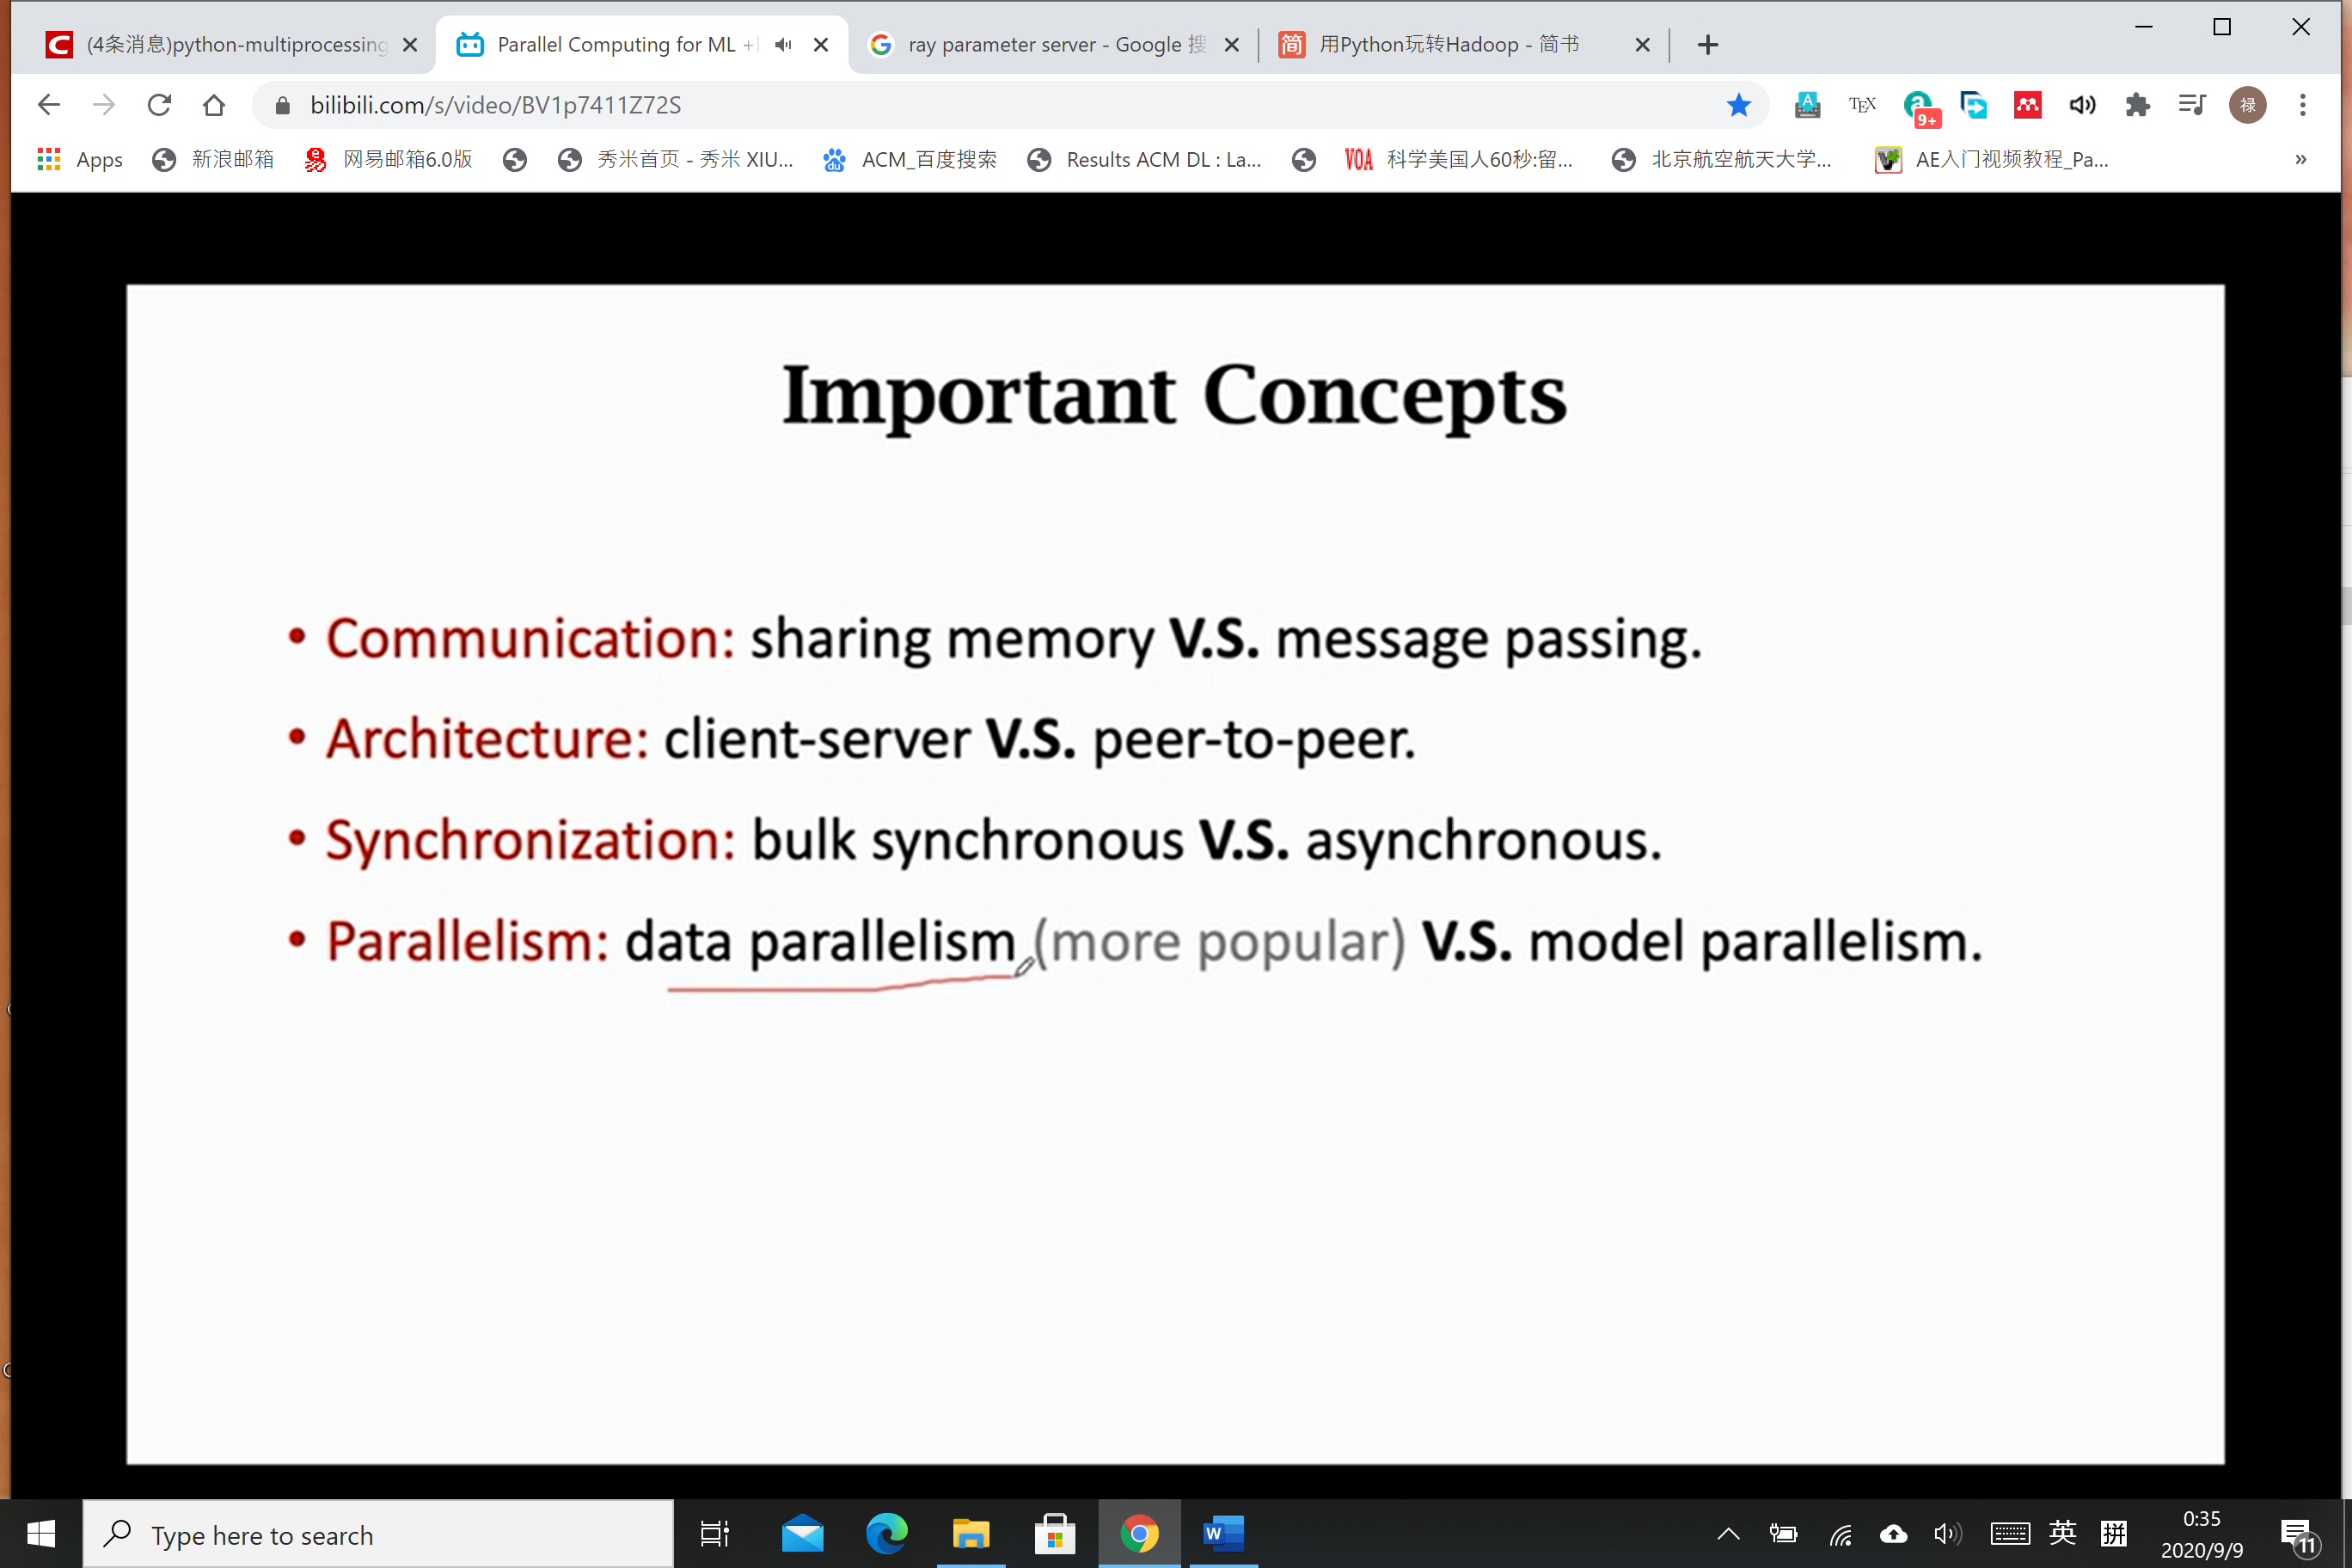 (4条消息)python-multiprocessing
Parallel Computing for ML +
ray parameter server - Google 搜
用Python玩转Hadoop - 简书
bilibili.com/s/video/BV1p7411Z72S
TEX
9+
禄
Apps
新浪邮箱
网易邮箱6.0版
秀米首页 - 秀米 XIU...
ACM_百度搜索
Results ACM DL : La...
VOA 科学美国人60秒:留...
北京航空航天大学...
AE入门视频教程_Pa...
»
Important Concepts
• Communication: sharing memory V.S. message passing.
• Architecture: client-server V.S. peer-to-peer.
• Synchronization: bulk synchronous V.S. asynchronous.
• Parallelism: data parallelism (more popular) V.S. model parallelism.
Type here to search
英
拼
0:35
2020/9/9
11